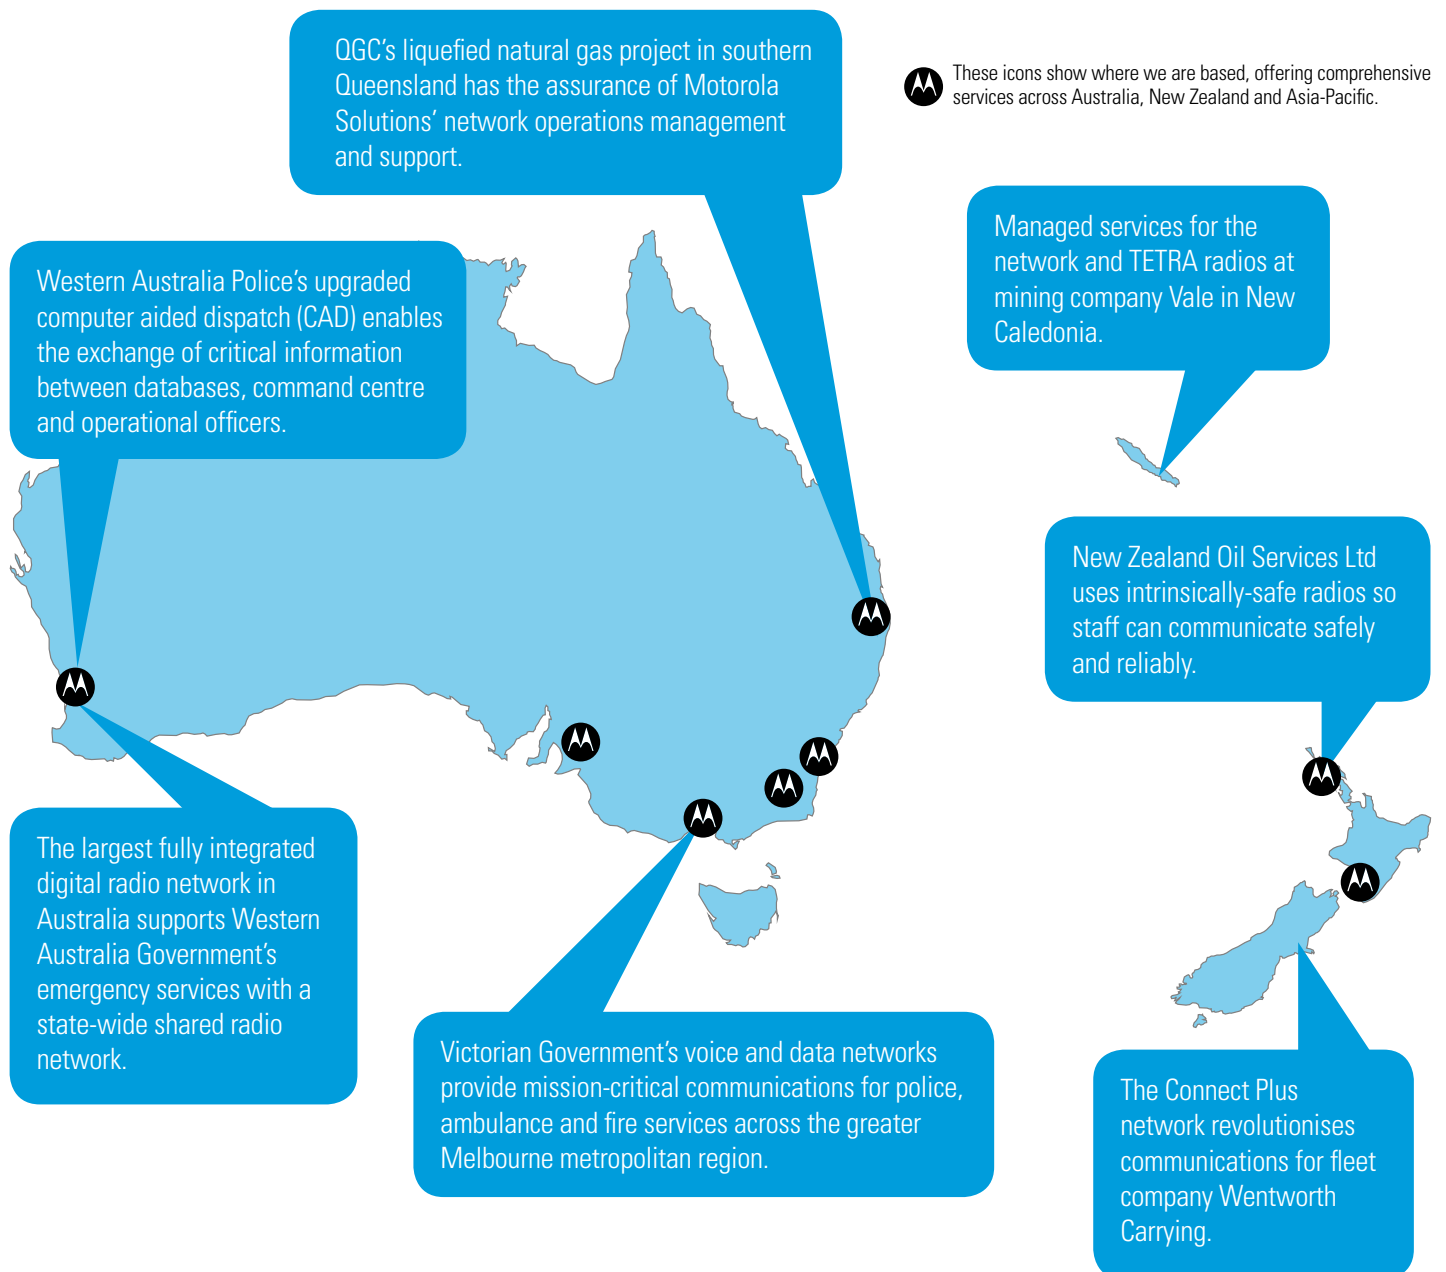 QGC’s liquefied natural gas project in southern
Queensland has the assurance of Motorola
Solutions’ network operations management
and support.
These icons show where we are based, offering comprehensive
services across Australia, New Zealand and Asia-Pacific.
Managed services for the
network and TETRA radios at
mining company Vale in New
Caledonia.
Western Australia Police’s upgraded
computer aided dispatch (CAD) enables
the exchange of critical information
between databases, command centre
and operational officers.
New Zealand Oil Services Ltd
uses intrinsically-safe radios so
staff can communicate safely
and reliably.
The largest fully integrated
digital radio network in
Australia supports Western
Australia Government’s
emergency services with a
state-wide shared radio
network.
Victorian Government’s voice and data networks
provide mission-critical communications for police,
ambulance and fire services across the greater
Melbourne metropolitan region.
The Connect Plus
network revolutionises
communications for fleet
company Wentworth
Carrying.